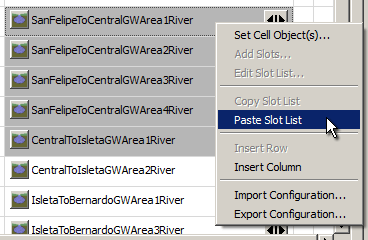 SanFelipeToCentralGWArea1River
SanFelipeToCentralGWArea2River
SanFelipeToCentralGWArea3River
SanFelipeToCentralGWArea4River
CentralToIsletaGWArea1River
CentralToIsletaGWArea2River
IsletaToBernardoGWArea1River
IsletaToBernardoGWArea3River
Set Cell Object(s)...
Add Slots...
Edit Slot List...
Copy Slot List
Paste Slot List
Insert Row
Insert Column
Import Configuration...
Export Configuration...